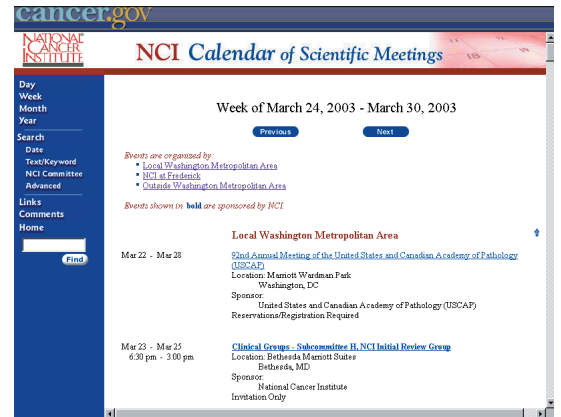 cancer.gov
NATIONAL
CANCER
INSTITUTE
NCI Calendar of Scientific Meetings
Day
Week
Month
Year
Search
Date
Text/Keyword
NCI Committee
Advanced
Links
Comments
Home
Find
Week of March 24, 2003 - March 30, 2003
Previous Next
Events are organized by:
Local Washington Metropolitan Area
NCI at Frederick
Outside Washington Metropolitan Area
Events shown in bold are sponsored by NCI.
Local Washington Metropolitan Area
Mar 22 - Mar 28 92nd Annual Meeting of the United States and Canadian Academy of Pathology
(USCAP)
Location: Marriott Wardman Park
Washington, DC
Sponsor:
United States and Canadian Academy of Pathology (USCAP)
Reservations/Registration Required
Mar 23 - Mar 25 Clinical Groups - Subcommittee H, NCI Initial Review Group
6:30 pm - 3:00 pm Location: Bethesda Marriott Suites
Bethesda, MD
Sponsor:
National Cancer Institute
Invitation Only